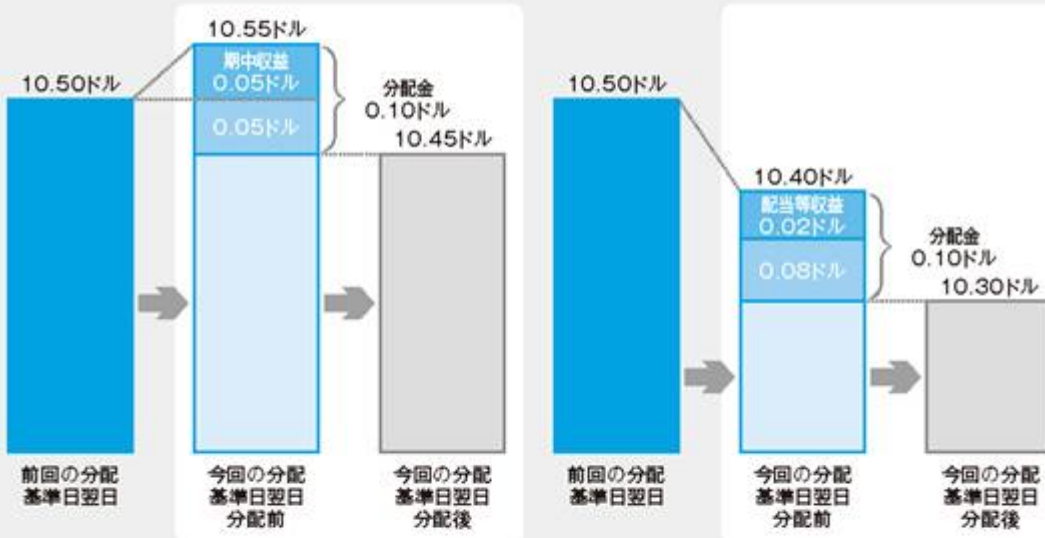 10.55ドル
期中収益
0.05ドル
10.50ドル
0.05ドル
分配金
0.10ドル
10.45ドル
前回の分配
基準日翌日
今回の分配
基準日翌日
分配前
今回の分配
基準日翌日
分配後
10.50ドル
10.40ドル
配当等収益
0.02ドル
0.08ドル
分配金
0.10ドル
10.30ドル
前回の分配
基準日翌日
今回の分配
基準日翌日
分配前
今回の分配
基準日翌日
分配後